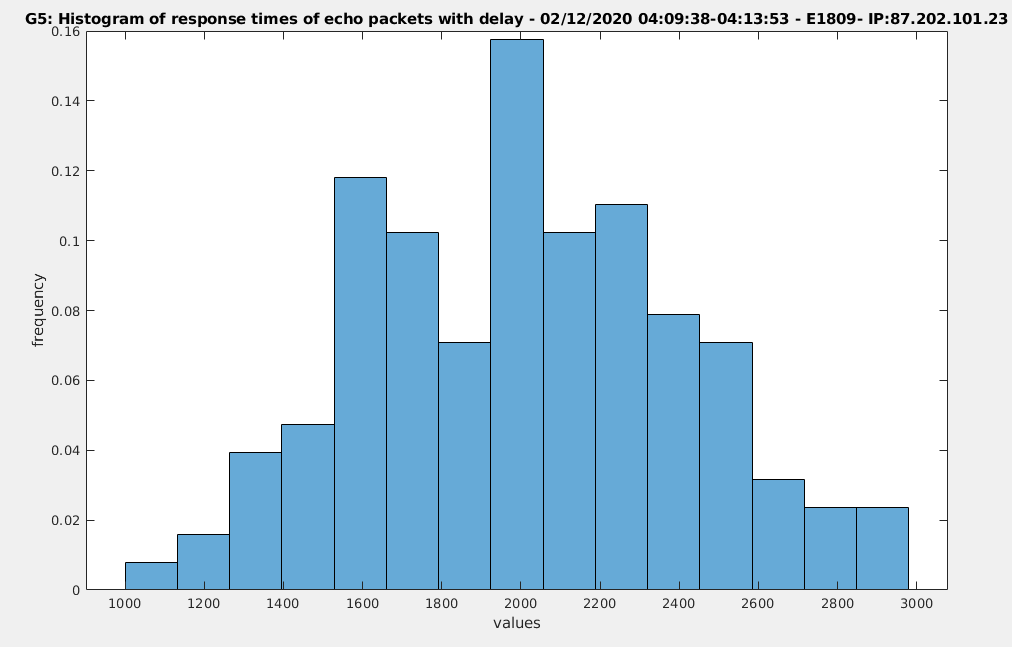 G5: Histogram of response times of echo packets with delay - 02/12/2020 04:09:38-04:13:53 - E1809- IP:87.202.101.23
0.16
0.14
0.12
0.1
0.08
0.06
0.04
0.02
0
frequency
1000 1200 1400 1600 1800 2000 2200 2400 2600 2800 3000
values